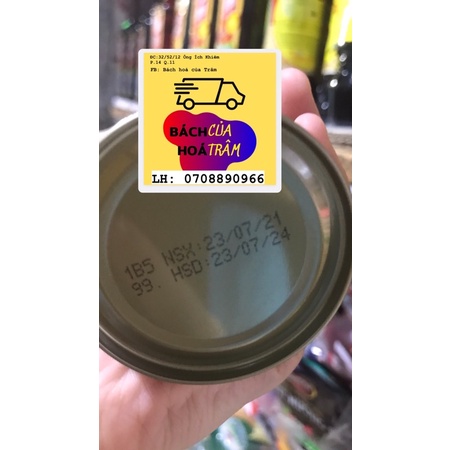 ĐC:32/52/12 Ông Ích Khiêm
P.14 Q.11
FB: Bách hoá của Trâm
BÁCH CỦA
HOÁ TRÂM
LH: 0708890966
1B5 NSX:23/07/21
99. HSD:23/07/24